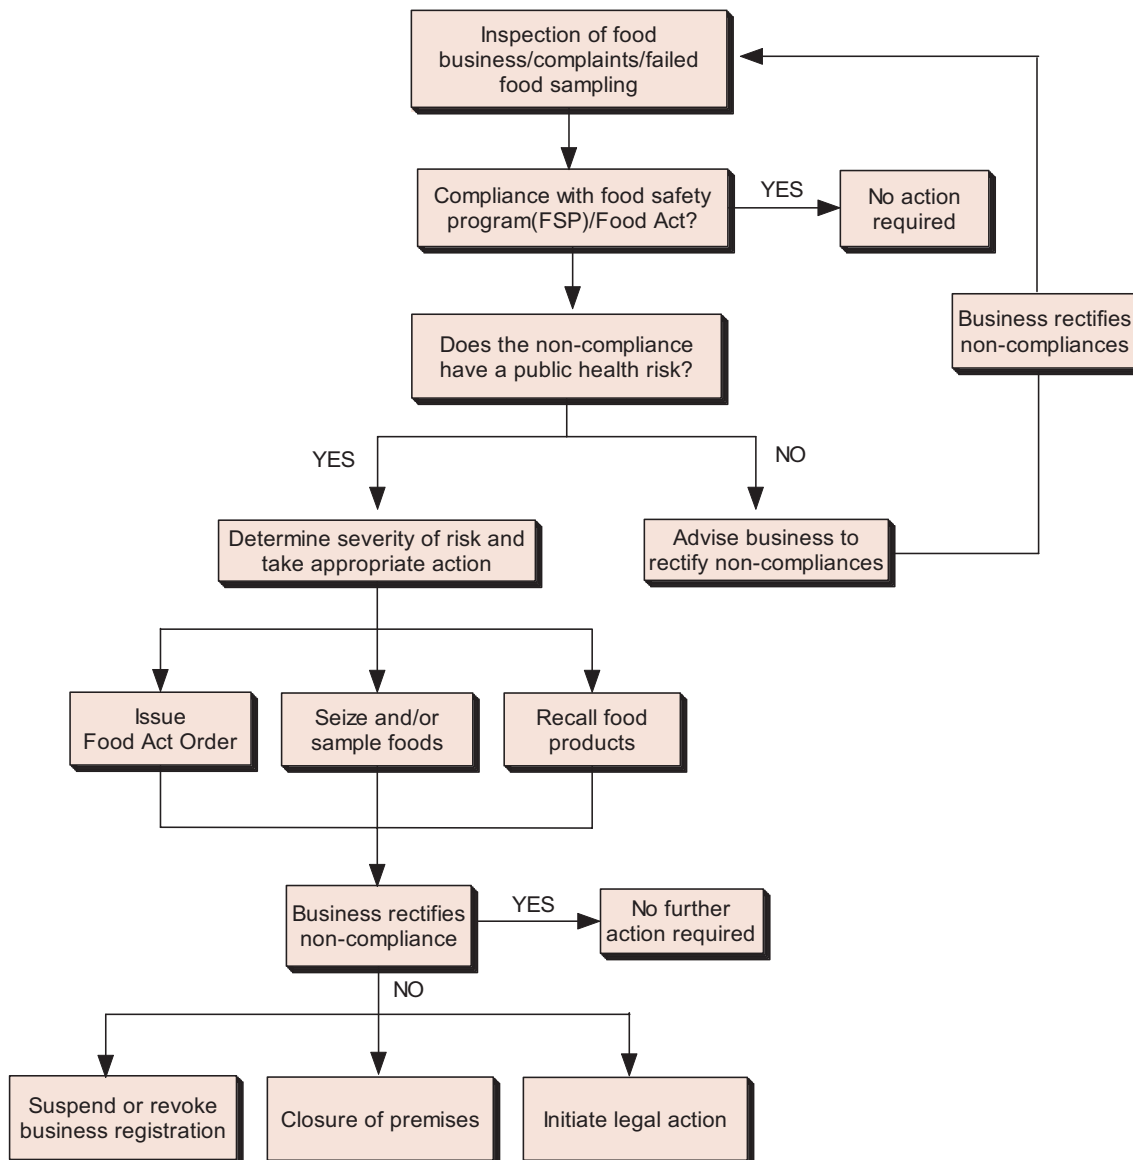 Inspection of food
business/complaints/failed
food sampling
Compliance with food safety
program(FSP)/Food Act?
YES
No action
required
Business rectifies
non-compliances
Does the non-compliance
have a public health risk?
YES
NO
Determine severity of risk and
take appropriate action
Advise business to
rectify non-compliances
Issue
Food Act Order
Seize and/or
sample foods
Recall food
products
Business rectifies
non-compliance
YES
No further
action required
NO
Suspend or revoke
business registration
Closure of premises
Initiate legal action